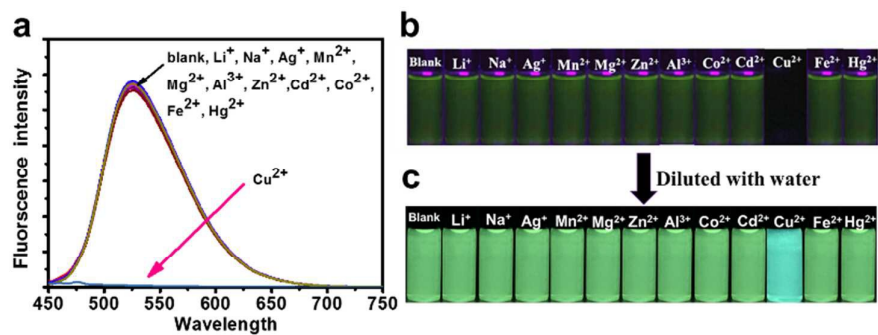 a
Fluorescence intensity
blank, Li⁺, Na⁺, Ag⁺, Mn²⁺,
Mg²⁺, Al³⁺, Zn²⁺,Cd²⁺, Co²⁺,
Fe²⁺, Hg²⁺
Cu²⁺
450 500 550 600 650 700 750
Wavelength
b
Blank Li⁺ Na⁺ Ag⁺ Mn²⁺ Mg²⁺ Zn²⁺ Al³⁺ Co²⁺ Cd²⁺ Cu²⁺ Fe²⁺ Hg²⁺
Diluted with water
c
Blank Li⁺ Na⁺ Ag⁺ Mn²⁺ Mg²⁺ Zn²⁺ Al³⁺ Co²⁺ Cd²⁺ Cu²⁺ Fe²⁺ Hg²⁺